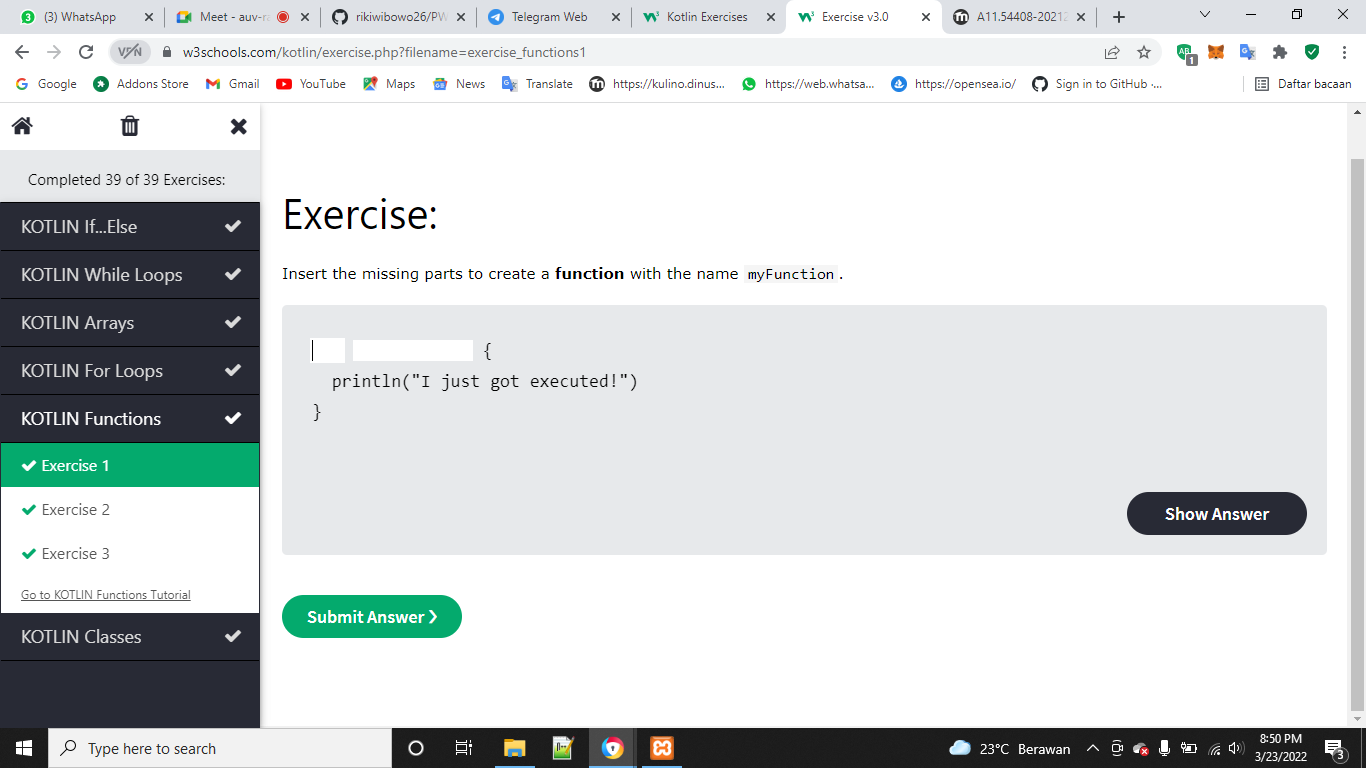 (3) WhatsApp
Meet - auv-r
rikiwibowo26/PW
Telegram Web
Kotlin Exercises
Exercise v3.0
A11.54408-2021
VPN
w3schools.com/kotlin/exercise.php?filename=exercise_functions1
1
Google
Addons Store
Gmail
YouTube
Maps
News
Translate
https://kulino.dinus...
https://web.whatsa...
https://opensea.io/
Sign in to GitHub ·...
Daftar bacaan
Completed 39 of 39 Exercises:
KOTLIN If...Else
KOTLIN While Loops
KOTLIN Arrays
KOTLIN For Loops
KOTLIN Functions
Exercise 1
Exercise 2
Exercise 3
Go to KOTLIN Functions Tutorial
KOTLIN Classes
Exercise:
Insert the missing parts to create a function with the name myFunction.
{
println("I just got executed!")
}
Show Answer
Submit Answer ❯
Type here to search
23°C Berawan
8:50 PM
3/23/2022
3